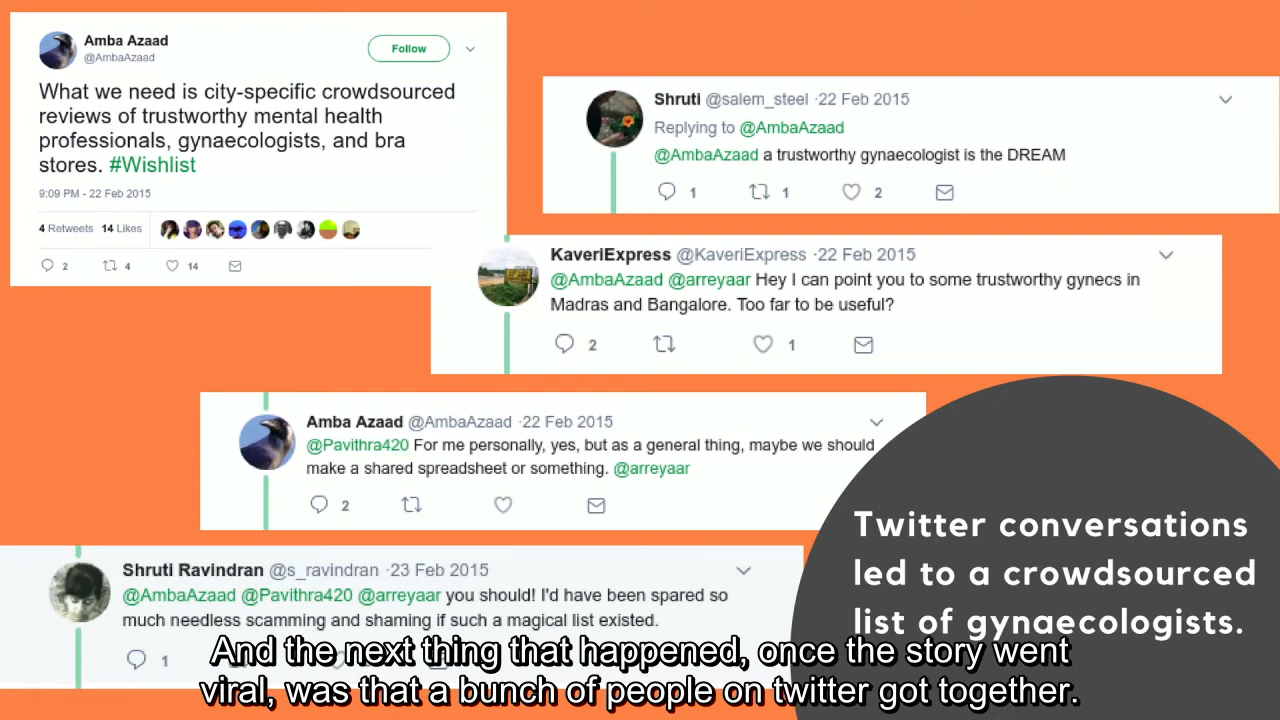 Amba Azaad
@AmbaAzaad
Follow
What we need is city-specific crowdsourced
reviews of trustworthy mental health
professionals, gynaecologists, and bra
stores. #Wishlist
9:09 PM - 22 Feb 2015
4 Retweets 14 Likes
2 4 14
Shruti @salem_steel ·22 Feb 2015
Replying to @AmbaAzaad
@AmbaAzaad a trustworthy gynaecologist is the DREAM
1 1 2
KaveriExpress @KaveriExpress ·22 Feb 2015
@AmbaAzaad @arreyaar Hey I can point you to some trustworthy gynecs in
Madras and Bangalore. Too far to be useful?
2 1
Amba Azaad @AmbaAzaad ·22 Feb 2015
@Pavithra420 For me personally, yes, but as a general thing, maybe we should
make a shared spreadsheet or something. @arreyaar
2
Shruti Ravindran @s_ravindran ·23 Feb 2015
@AmbaAzaad @Pavithra420 @arreyaar you should! I'd have been spared so
much needless scamming and shaming if such a magical list existed.
1
Twitter conversations
led to a crowdsourced
list of gynaecologists.
And the next thing that happened, once the story went
viral, was that a bunch of people on twitter got together.